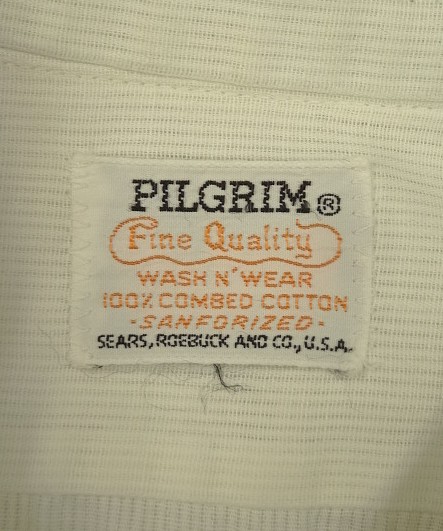 PILGRIM ®
Fine Quality
WASH N' WEAR
100% COMBED COTTON
-SANFORIZED-
SEARS, ROEBUCK AND CO., U.S.A.